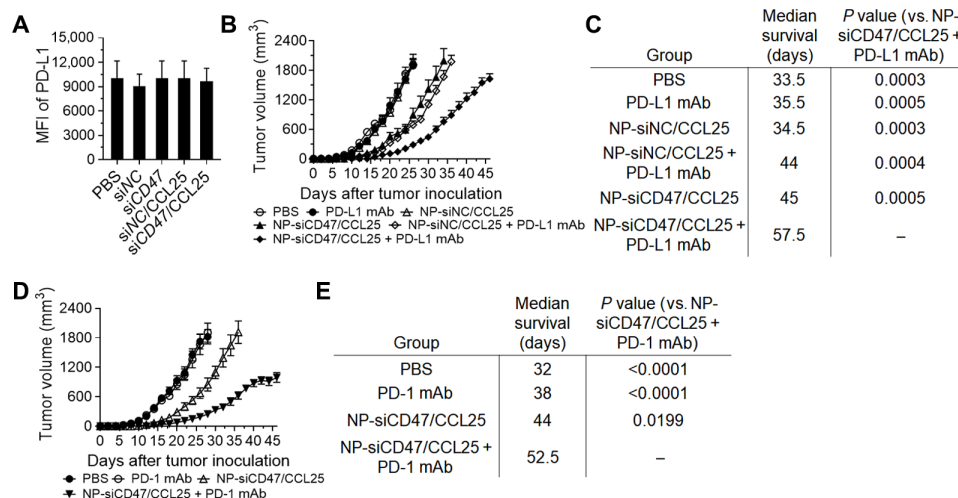 A
MFI of PD-L1
15,000
12,000
9000
6000
3000
0
PBS
siNC
siCD47
siNC/CCL25
siCD47/CCL25
B
Tumor volume (mm3)
2400
1800
1200
600
0
0 5 10 15 20 25 30 35 40 45
Days after tumor inoculation
PBS PD-L1 mAb NP-siNC/CCL25
NP-siCD47/CCL25 NP-siNC/CCL25 + PD-L1 mAb
NP-siCD47/CCL25 + PD-L1 mAb
C
Group
Median
survival
(days)
P value (vs. NP-
siCD47/CCL25 +
PD-L1 mAb)
PBS 33.5 0.0003
PD-L1 mAb 35.5 0.0005
NP-siNC/CCL25 34.5 0.0003
NP-siNC/CCL25 +
PD-L1 mAb
44 0.0004
NP-siCD47/CCL25 45 0.0005
NP-siCD47/CCL25 +
PD-L1 mAb
57.5 –
D
Tumor volume (mm3)
2400
1800
1200
600
0
0 5 10 15 20 25 30 35 40 45
Days after tumor inoculation
PBS PD-1 mAb NP-siCD47/CCL25
NP-siCD47/CCL25 + PD-1 mAb
E
Group
Median
survival
(days)
P value (vs. NP-
siCD47/CCL25 +
PD-1 mAb)
PBS 32 <0.0001
PD-1 mAb 38 <0.0001
NP-siCD47/CCL25 44 0.0199
NP-siCD47/CCL25 +
PD-1 mAb
52.5 –